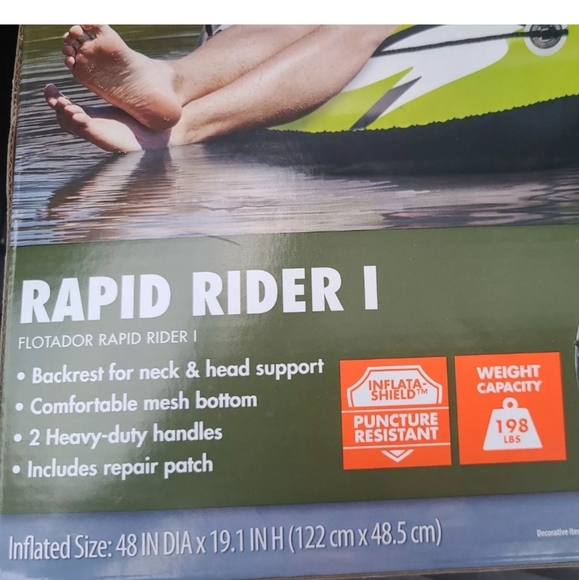 RAPID RIDER I
FLOTADOR RAPID RIDER I
• Backrest for neck & head support
• Comfortable mesh bottom
• 2 Heavy-duty handles
• Includes repair patch
INFLATA-
SHIELD™
PUNCTURE
RESISTANT
WEIGHT
CAPACITY
198
LBS
Inflated Size: 48 IN DIA x 19.1 IN H (122 cm x 48.5 cm)
Decorative